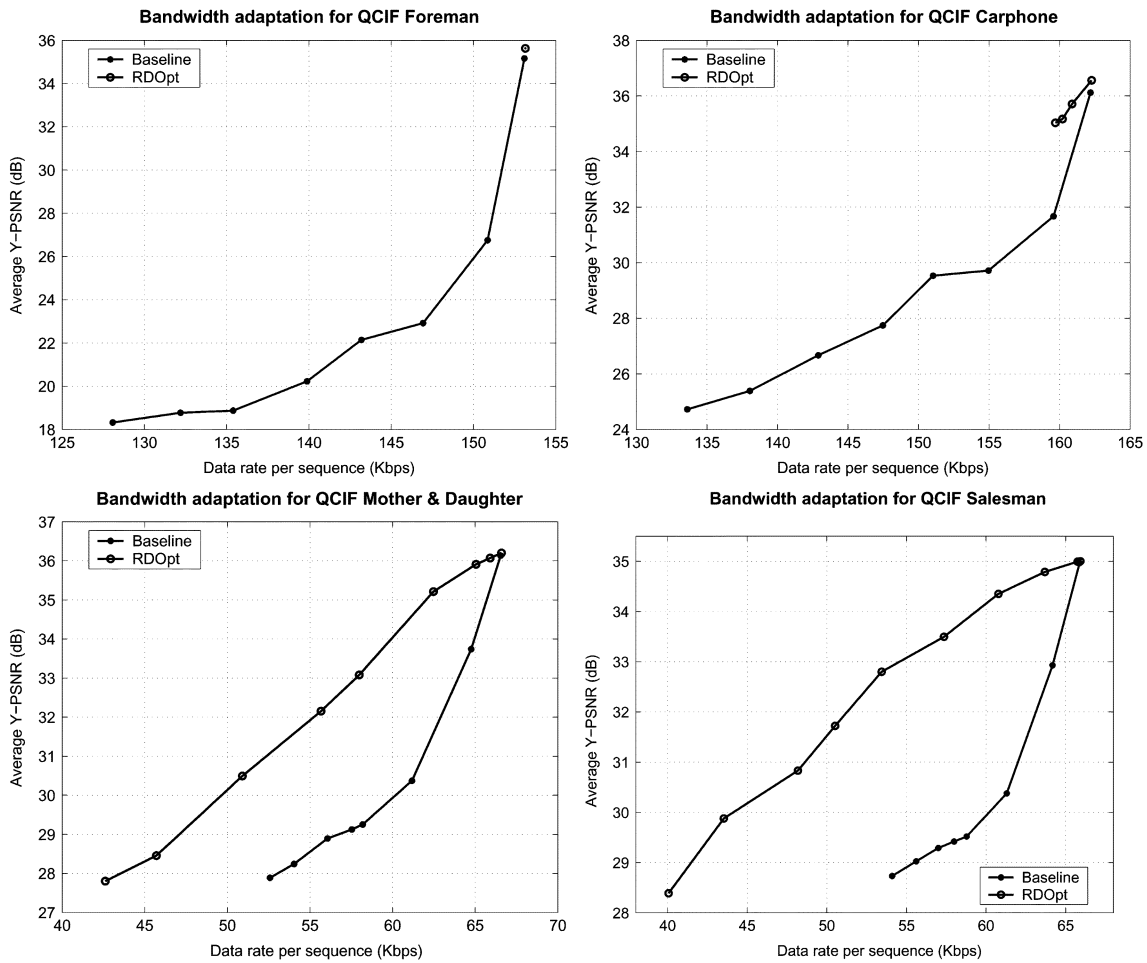 Bandwidth adaptation for QCIF Foreman
Average Y−PSNR (dB)
36
34
32
30
28
26
24
22
20
18
Baseline
RDOpt
125 130 135 140 145 150 155
Data rate per sequence (Kbps)
Bandwidth adaptation for QCIF Carphone
Average Y−PSNR (dB)
38
36
34
32
30
28
26
24
Baseline
RDOpt
130 135 140 145 150 155 160 165
Data rate per sequence (Kbps)
Bandwidth adaptation for QCIF Mother & Daughter
Average Y−PSNR (dB)
37
36
35
34
33
32
31
30
29
28
27
Baseline
RDOpt
40 45 50 55 60 65 70
Data rate per sequence (Kbps)
Bandwidth adaptation for QCIF Salesman
Average Y−PSNR (dB)
35
34
33
32
31
30
29
28
Baseline
RDOpt
40 45 50 55 60 65
Data rate per sequence (Kbps)